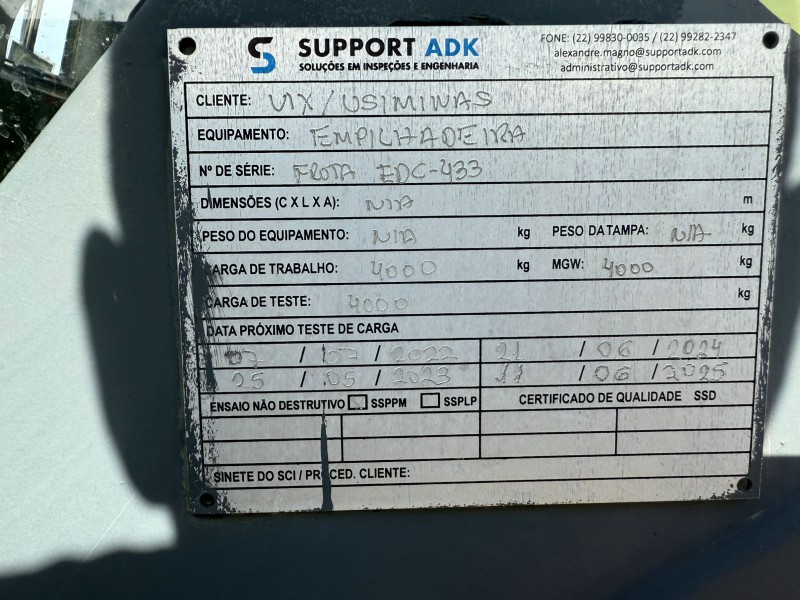 SUPPORT ADK
SOLUÇÕES EM INSPEÇÕES E ENGENHARIA
FONE: (22) 99830-0035 / (22) 99282-2347
alexandre.magno@supportadk.com
administrativo@supportadk.com
CLIENTE: VIX/USIMINAS
EQUIPAMENTO: EMPILHADEIRA
Nº DE SÉRIE: FROTA EDC-433
DIMENSÕES (C X L X A): N/A m
PESO DO EQUIPAMENTO: N/A kg PESO DA TAMPA: N/A kg
CARGA DE TRABALHO: 4000 kg MGW: 4000 kg
CARGA DE TESTE: 4000 kg
DATA PRÓXIMO TESTE DE CARGA
07 / 07 / 2022 21 / 06 / 2024
25 / 05 / 2023 11 / 06 / 2025
ENSAIO NÃO DESTRUTIVO SSPPM SSPLP CERTIFICADO DE QUALIDADE SSD
SINETE DO SCI / PROCED. CLIENTE: